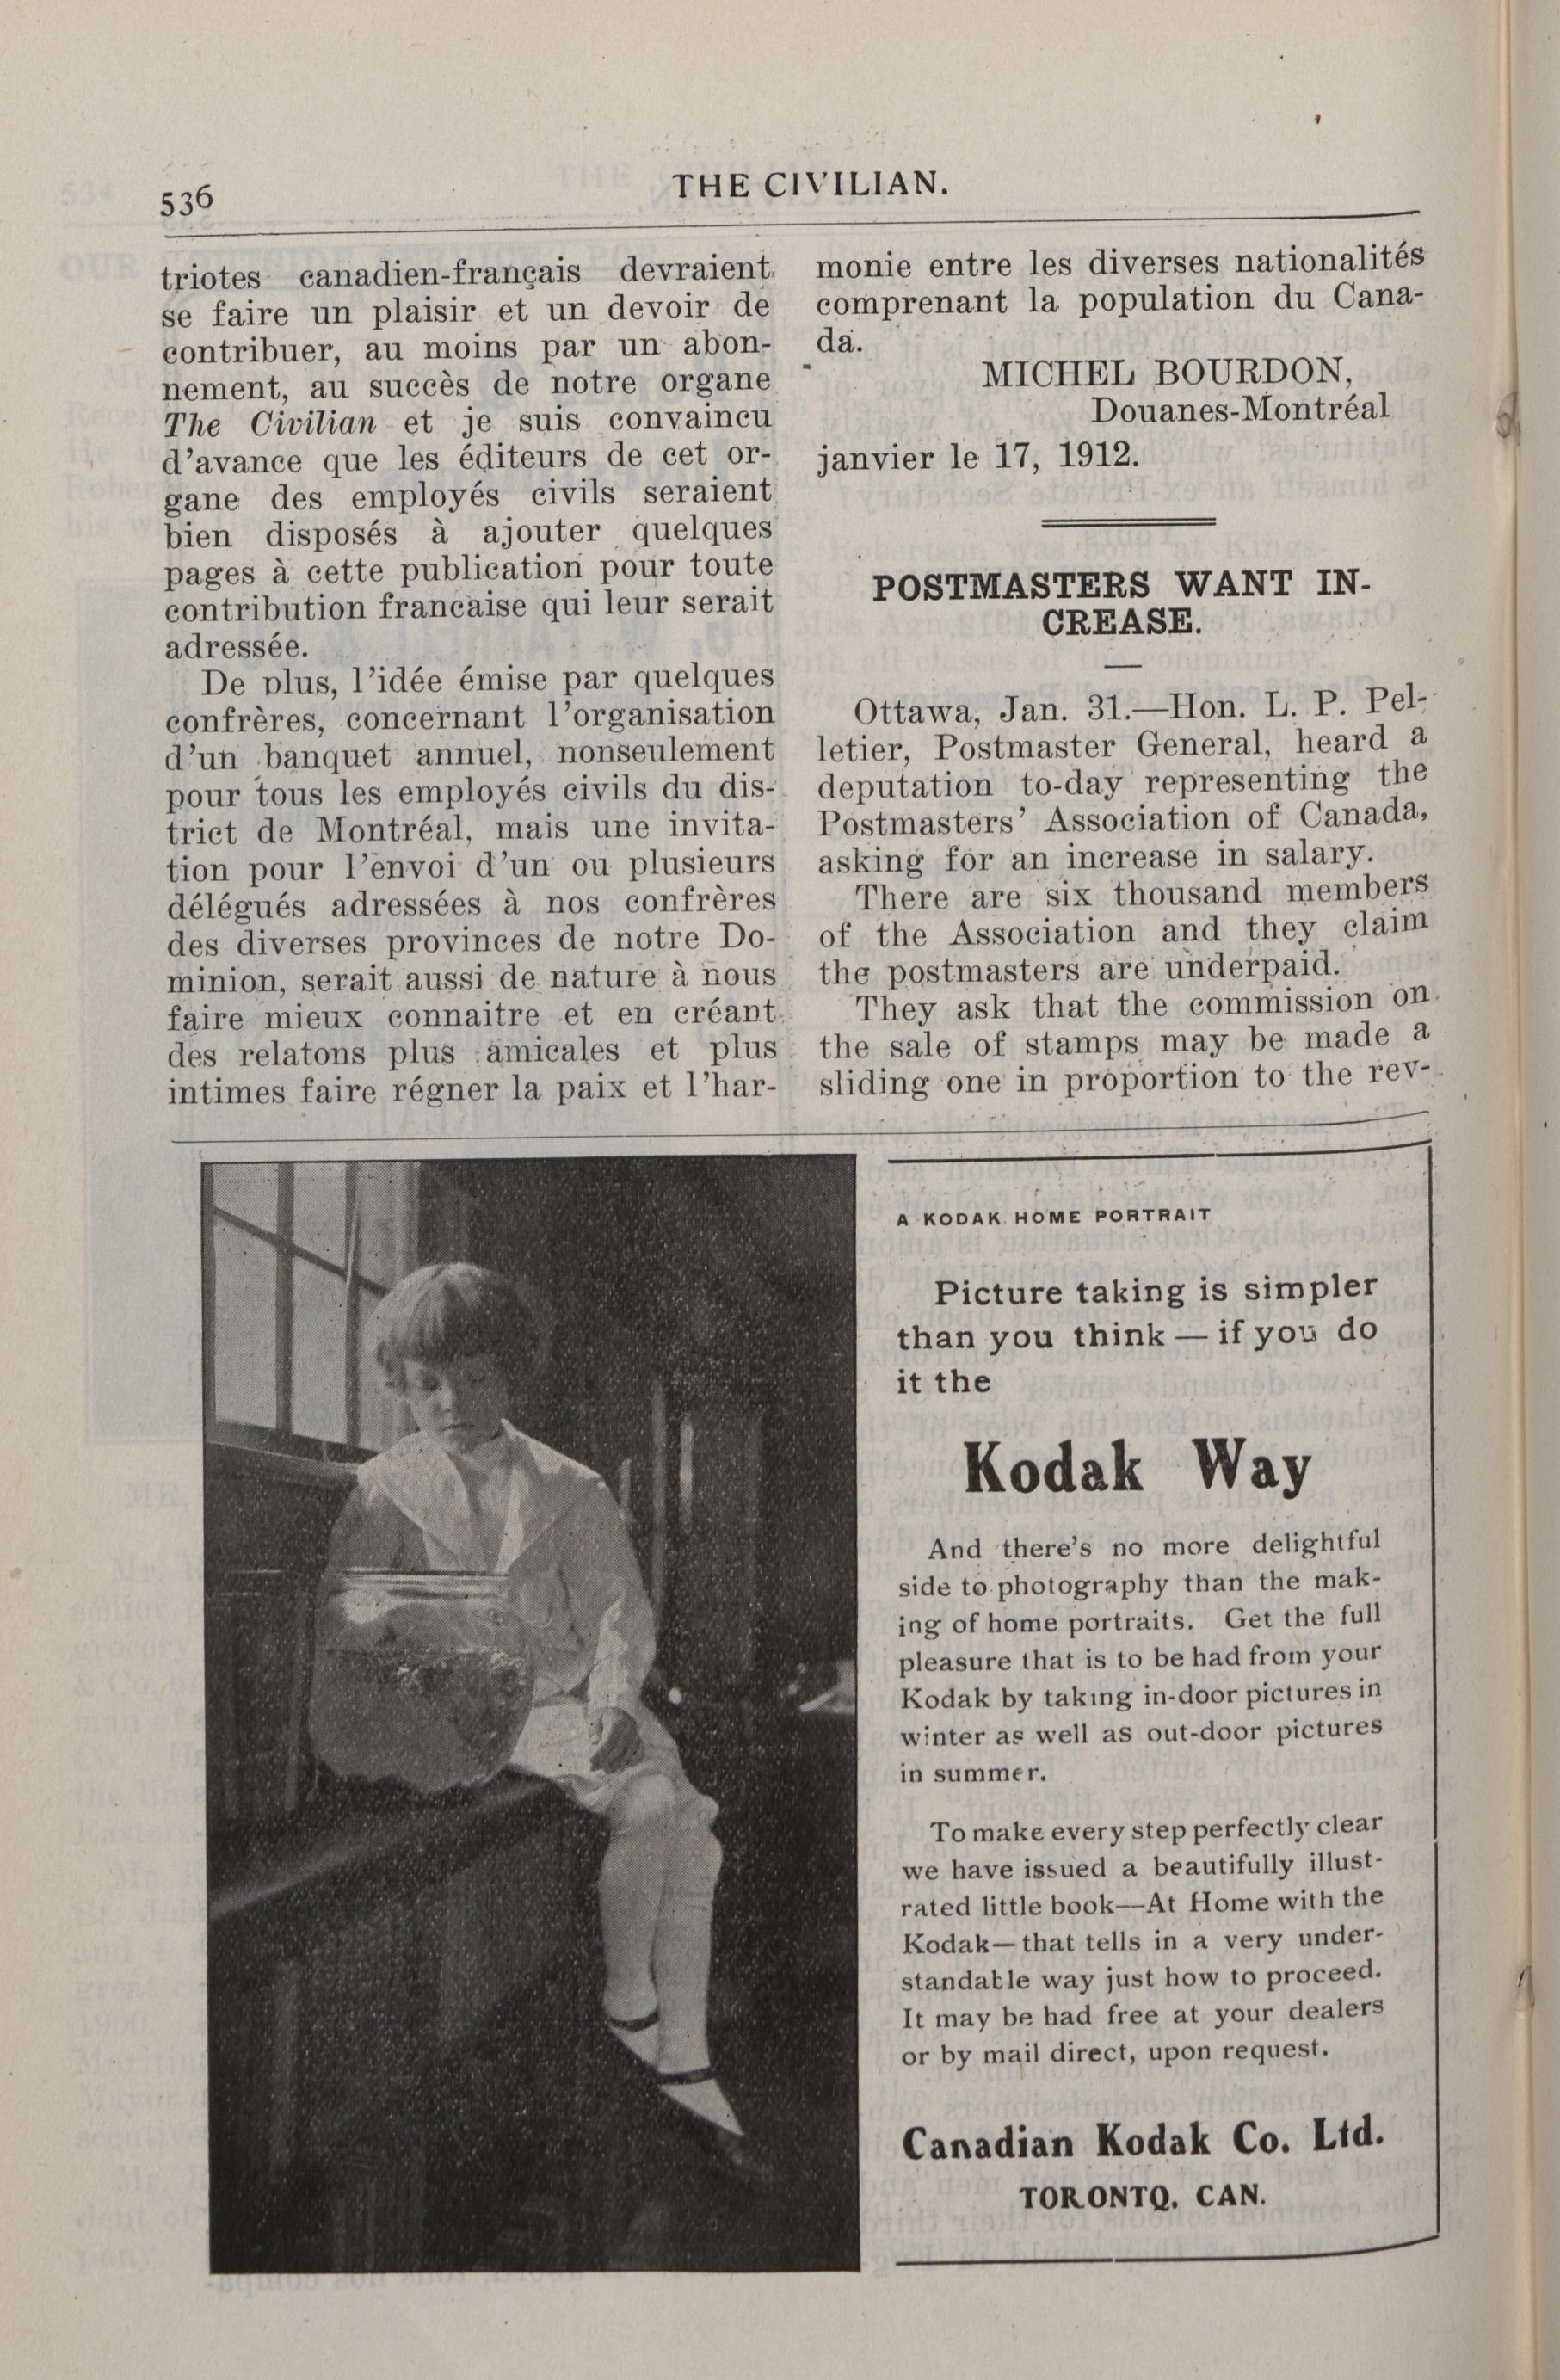 536
THE CIVILIAN.
triotes canadien-français devraient
se faire un plaisir et un devoir de
contribuer, au moins par un abon-
nement, au succès de notre organe
The Civilian et je suis convaincu
d'avance que les éditeurs de cet or-
gane des employés civils seraient
bien disposés à ajouter quelques
pages à cette publication pour toute
contribution francaise qui leur serait
adressée.
De plus, l'idée émise par quelques
confrères, concernant l'organisation
d'un banquet annuel, nonseulement
pour tous les employés civils du dis-
trict de Montréal, mais une invita-
tion pour l'envoi d'un ou plusieurs
délégués adressées à nos confrères
des diverses provinces de notre Do-
minion, serait aussi de nature à nous
faire mieux connaitre et en créant
des relatons plus amicales et plus
intimes faire régner la paix et l'har-
monie entre les diverses nationalités
comprenant la population du Cana-
da.
MICHEL BOURDON,
Douanes-Montréal
janvier le 17, 1912.
POSTMASTERS WANT IN-
CREASE.
Ottawa, Jan. 31.—Hon. L. P. Pel-
letier, Postmaster General, heard a
deputation to-day representing the
Postmasters' Association of Canada,
asking for an increase in salary.
There are six thousand members
of the Association and they claim
the postmasters are underpaid.
They ask that the commission on
the sale of stamps may be made a
sliding one in proportion to the rev-
A KODAK HOME PORTRAIT
Picture taking is simpler
than you think — if you do
it the
Kodak Way
And there's no more delightful
side to photography than the mak-
ing of home portraits. Get the full
pleasure that is to be had from your
Kodak by taking in-door pictures in
winter as well as out-door pictures
in summer.
To make every step perfectly clear
we have issued a beautifully illust-
rated little book—At Home with the
Kodak—that tells in a very under-
standable way just how to proceed.
It may be had free at your dealers
or by mail direct, upon request.
Canadian Kodak Co. Ltd.
TORONTO, CAN.